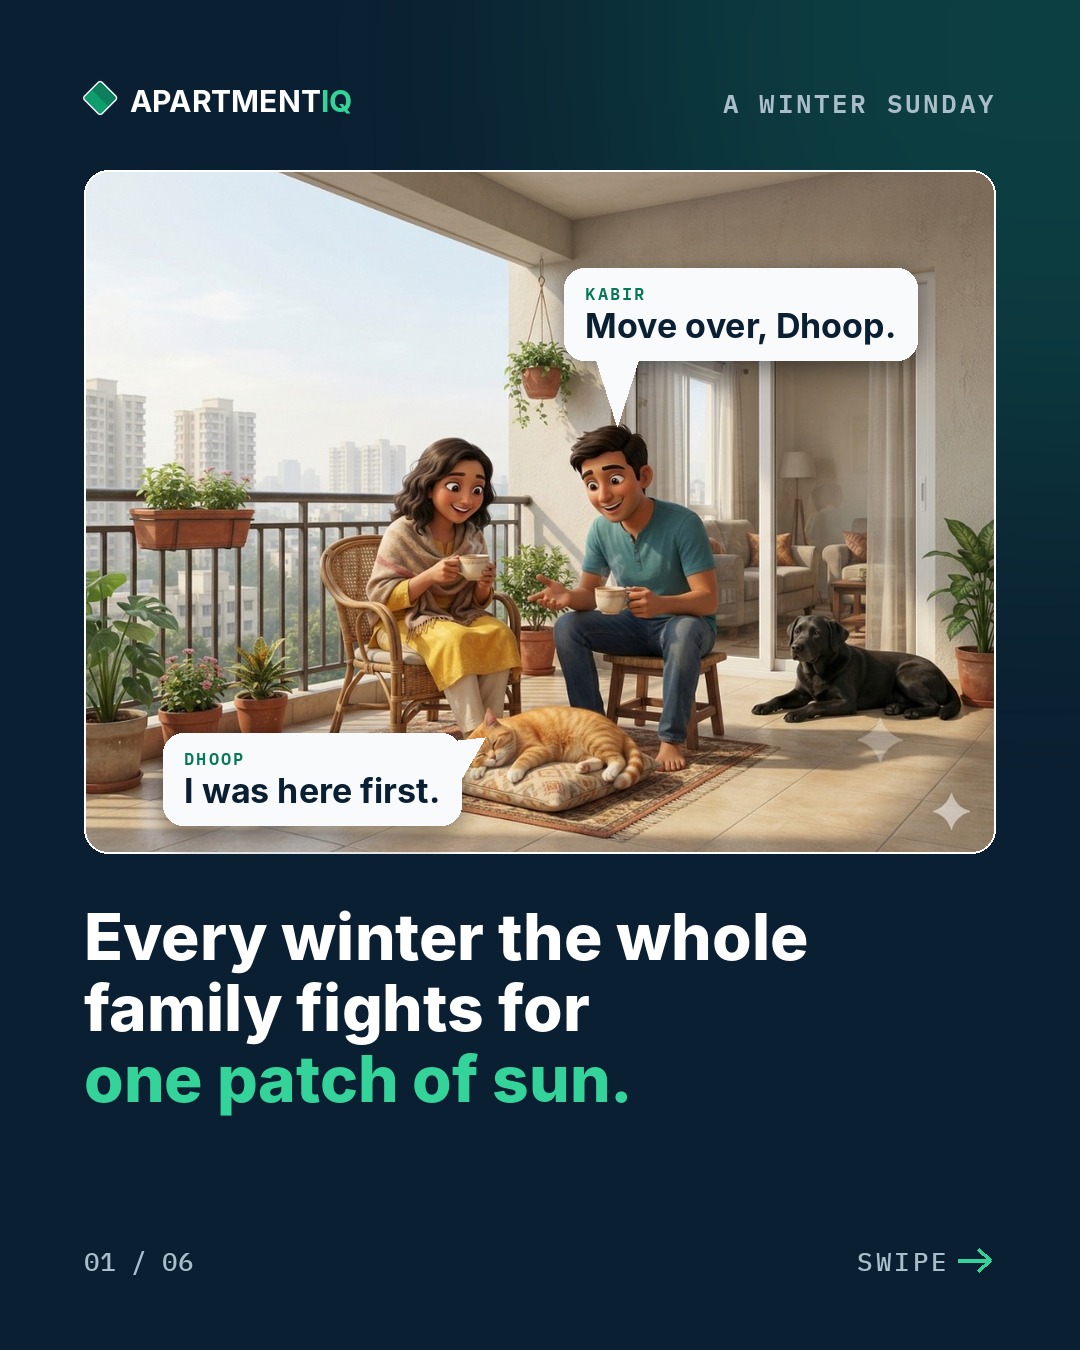 APARTMENTIQ
A WINTER SUNDAY
KABIR
Move over, Dhoop.
DHOOP
I was here first.
Every winter the whole
family fights for
one patch of sun.
01 / 06
SWIPE →